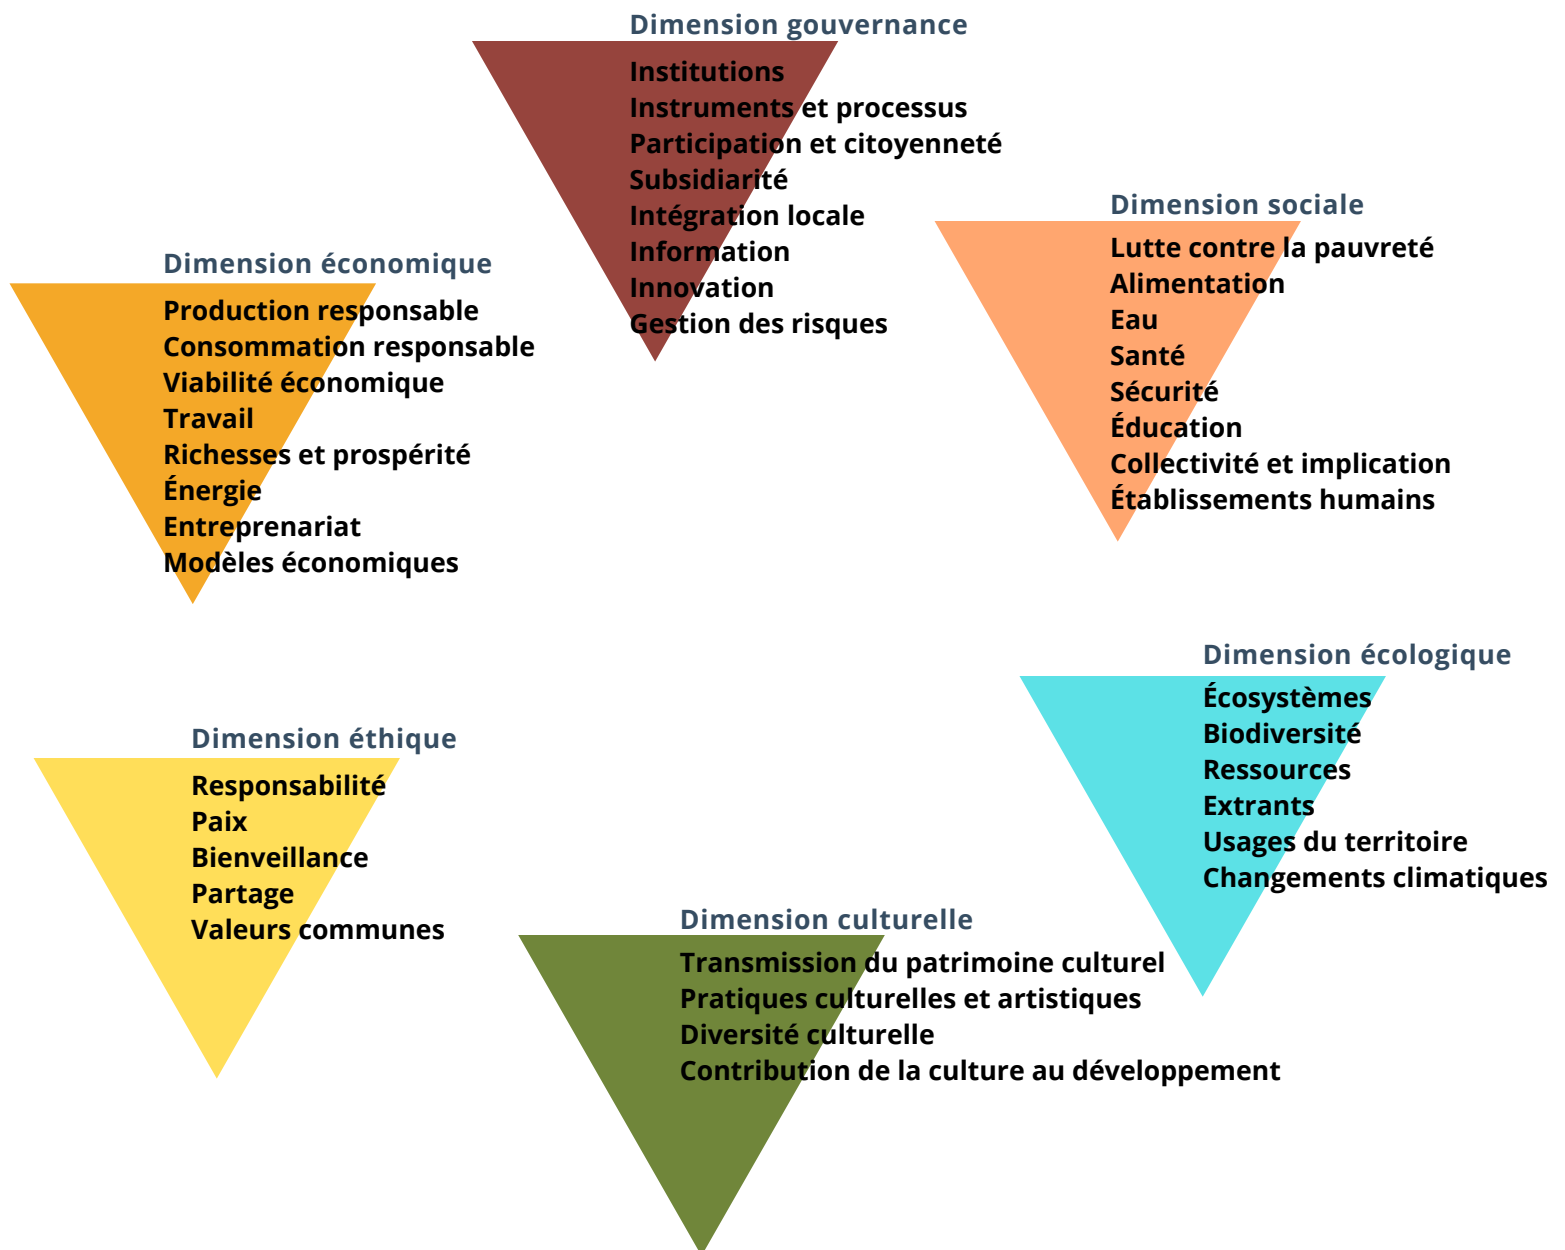 Dimension gouvernance
Institutions
Instruments et processus
Participation et citoyenneté
Subsidiarité
Intégration locale
Information
Innovation
Gestion des risques
Dimension sociale
Lutte contre la pauvreté
Alimentation
Eau
Santé
Sécurité
Éducation
Collectivité et implication
Établissements humains
Dimension économique
Production responsable
Consommation responsable
Viabilité économique
Travail
Richesses et prospérité
Énergie
Entreprenariat
Modèles économiques
Dimension écologique
Écosystèmes
Biodiversité
Ressources
Extrants
Usages du territoire
Changements climatiques
Dimension éthique
Responsabilité
Paix
Bienveillance
Partage
Valeurs communes
Dimension culturelle
Transmission du patrimoine culturel
Pratiques culturelles et artistiques
Diversité culturelle
Contribution de la culture au développement